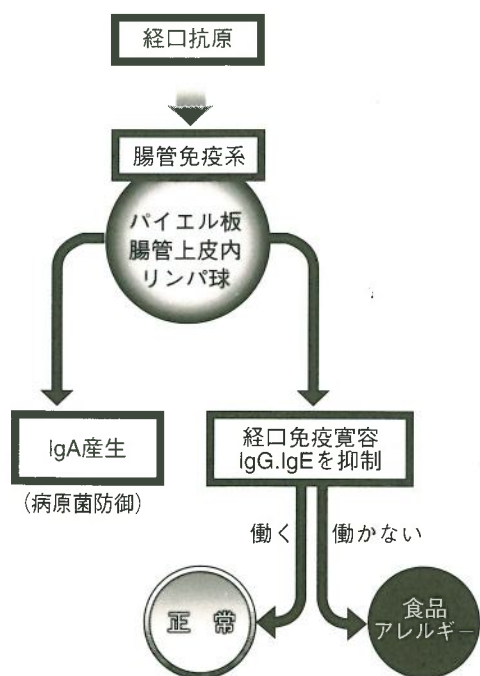 経口抗原
腸管免疫系
パイエル板
腸管上皮内
リンパ球
IgA産生
(病原菌防御)
経口免疫寛容
IgG.IgEを抑制
働く
働かない
正 常
食品
アレルギー